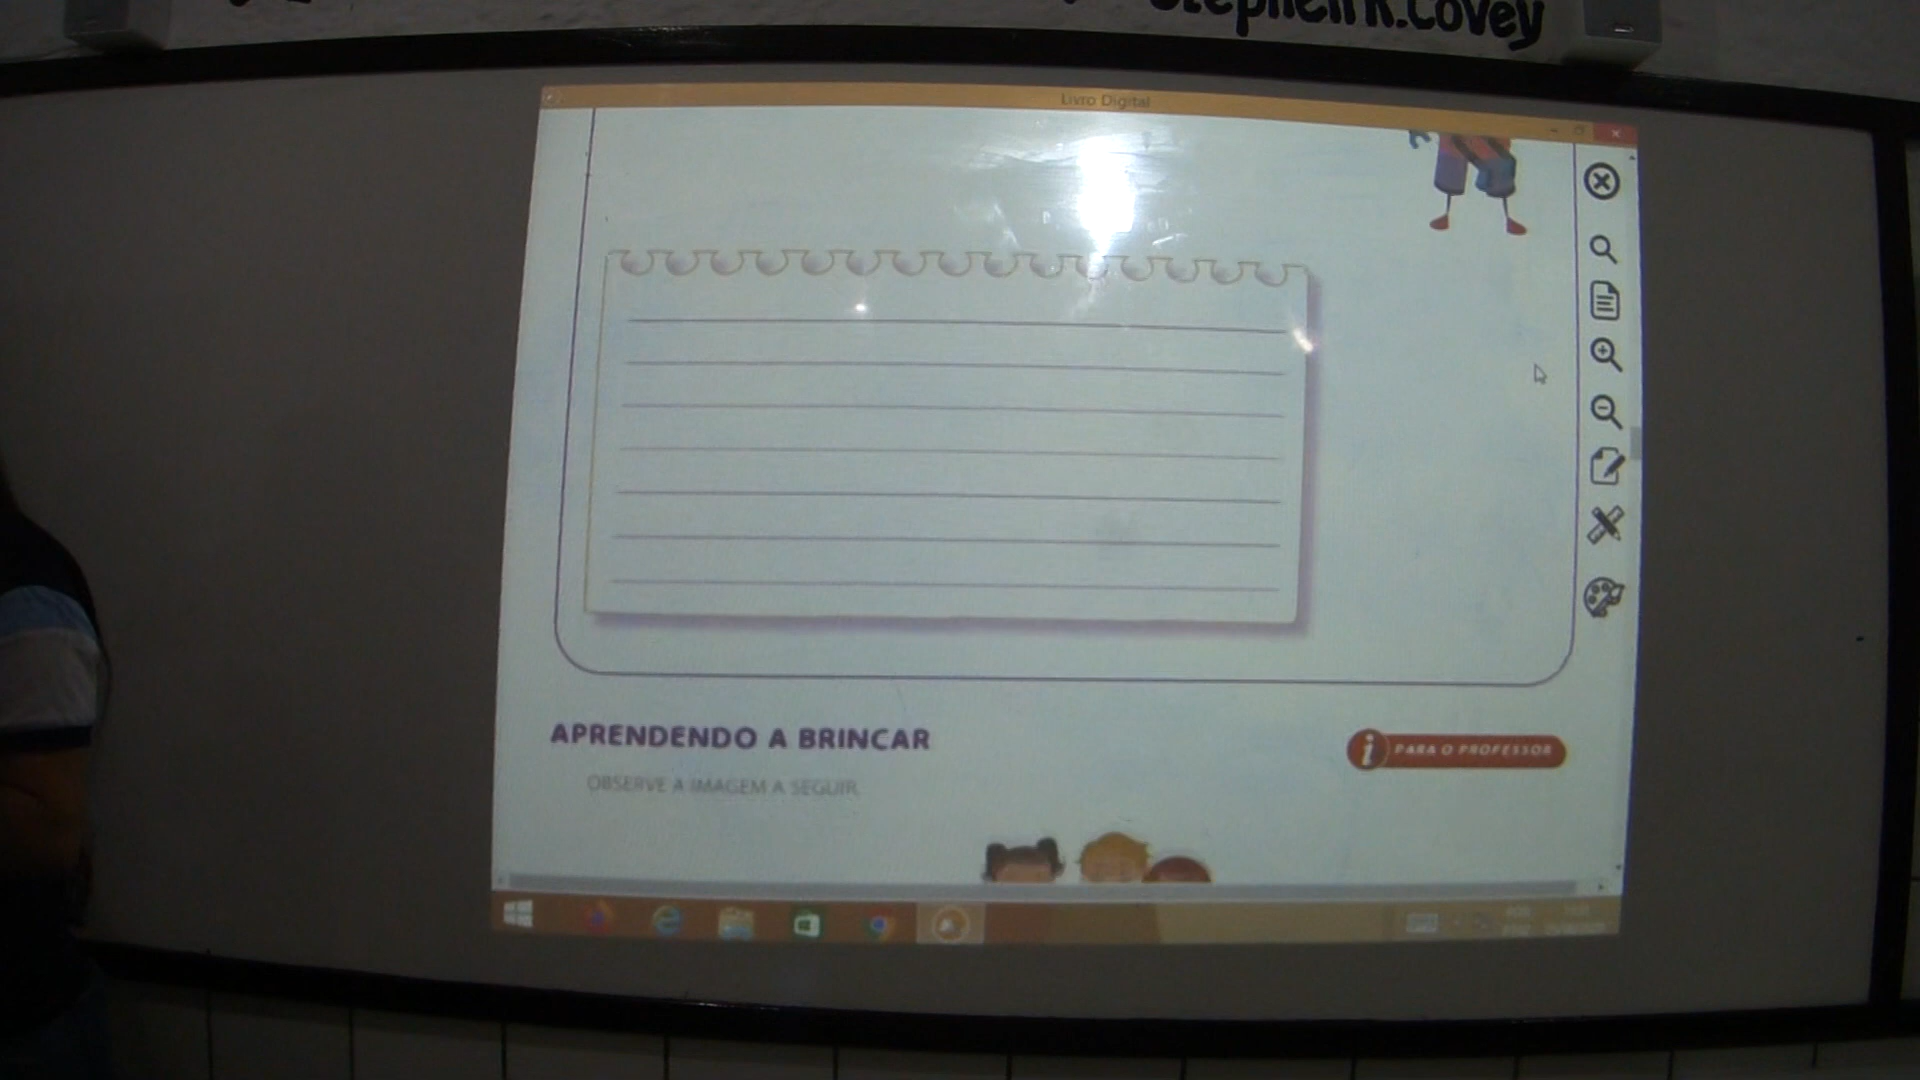 Stephen R. Covey
Livro Digital
APRENDENDO A BRINCAR
PARA O PROFESSOR
OBSERVE A IMAGEM A SEGUIR